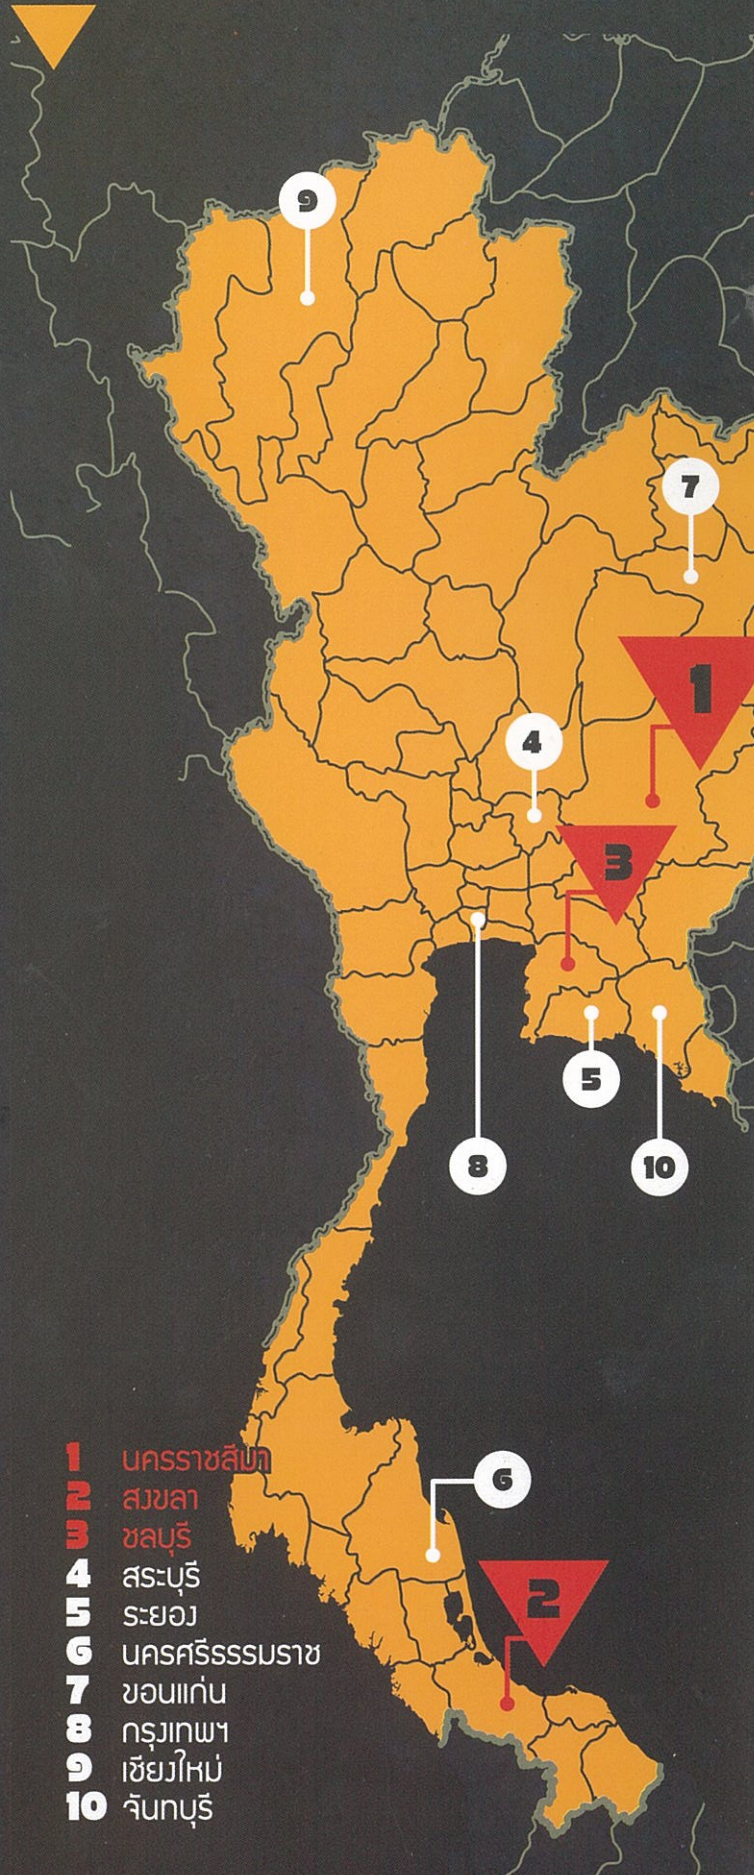 9
7
1
4
3
5
8
10
6
2
1 นครราชสีมา
2 สงขลา
3 ชลบุรี
4 สระบุรี
5 ระยอง
6 นครศรีธรรมราช
7 ขอนแก่น
8 กรุงเทพฯ
9 เชียงใหม่
10 จันทบุรี